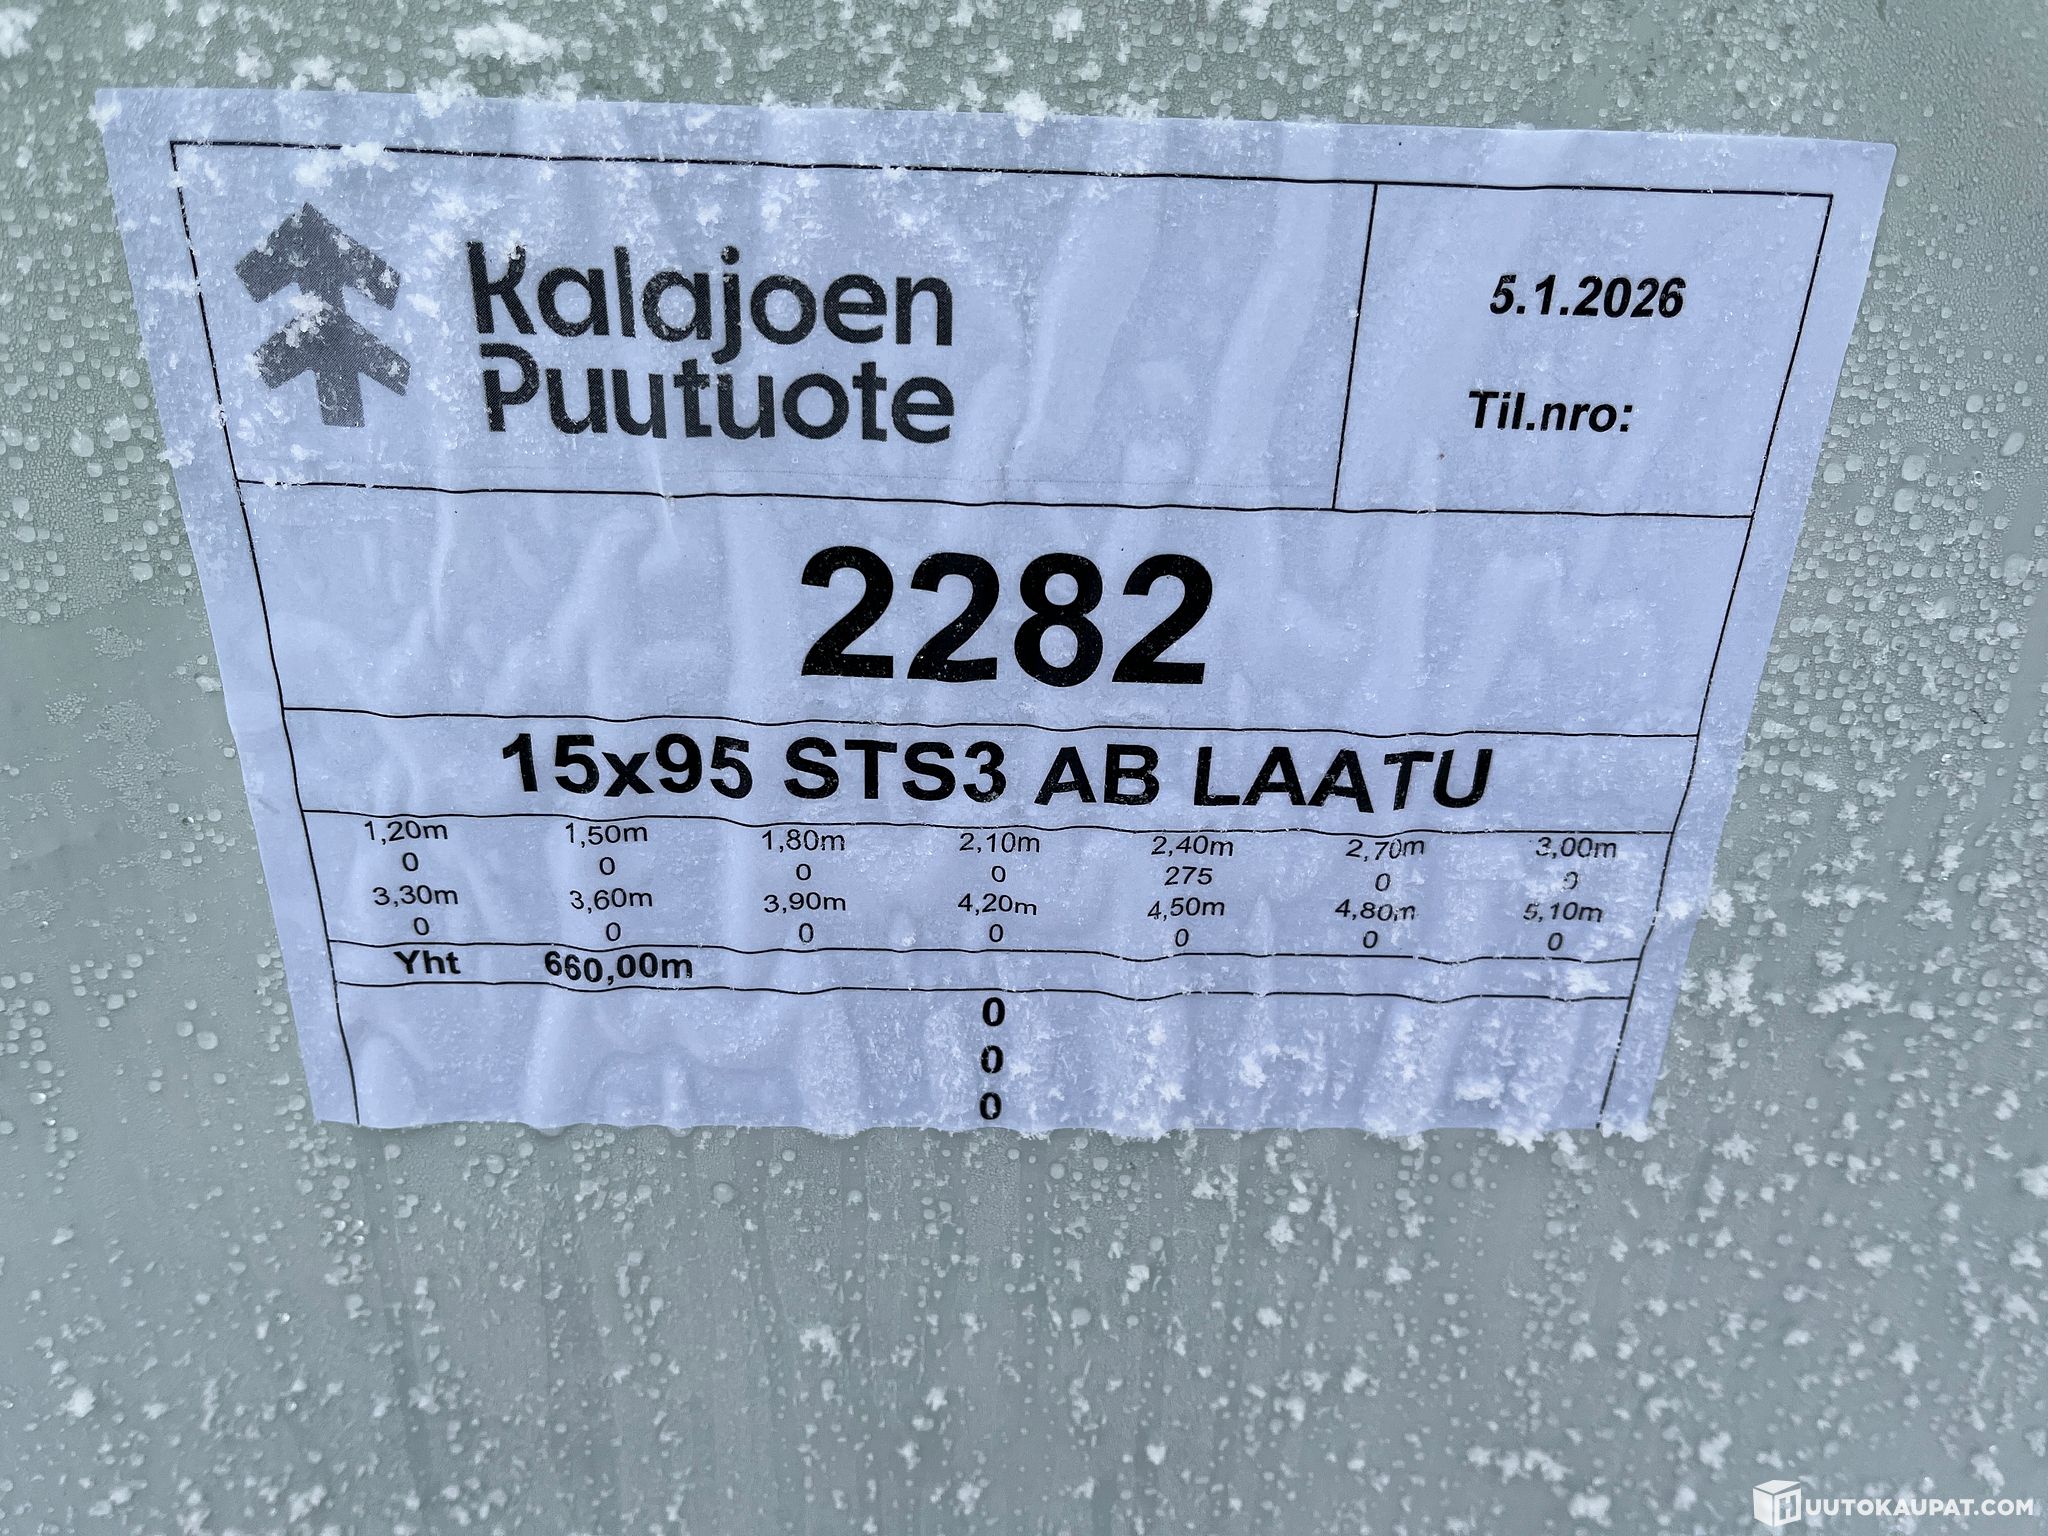 Kalajoen
Puutuote
5.1.2026
Til.nro:
2282
15x95 STS3 AB LAATU
1,20m 1,50m 1,80m 2,10m 2,40m 2,70m 3,00m
0 0 0 0 275 0 0
3,30m 3,60m 3,90m 4,20m 4,50m 4,80m 5,10m
0 0 0 0 0 0 0
Yht 660,00m
0
0
0
HUUTOKAUPAT.COM